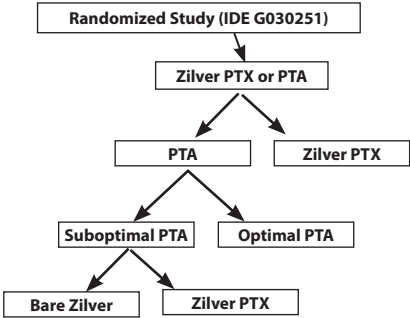 Randomized Study (IDE G030251)
Zilver PTX or PTA
PTA
Zilver PTX
Suboptimal PTA
Optimal PTA
Bare Zilver
Zilver PTX